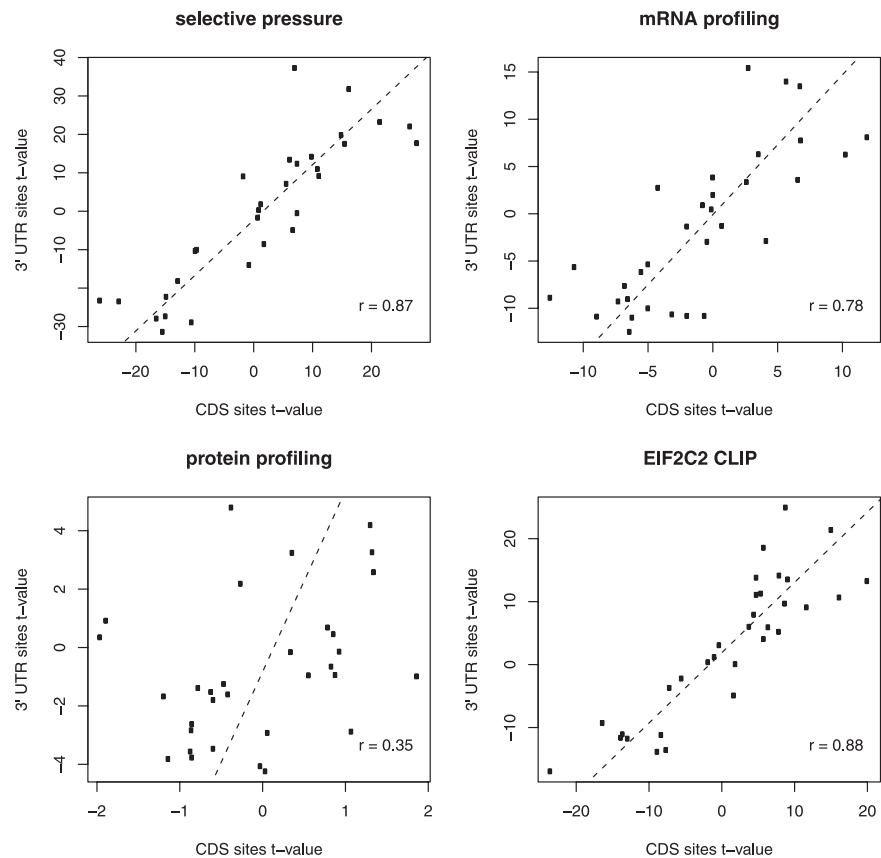 selective pressure
3' UTR sites t−value
40
30
20
10
0
−10
−30
r = 0.87
−20
−10
0
10
20
CDS sites t−value
mRNA profiling
3' UTR sites t−value
15
10
5
0
−5
−10
r = 0.78
−10
−5
0
5
10
CDS sites t−value
protein profiling
3' UTR sites t−value
4
2
0
−2
−4
r = 0.35
−2
−1
0
1
2
CDS sites t−value
EIF2C2 CLIP
3' UTR sites t−value
20
10
0
−10
r = 0.88
−20
−10
0
10
20
CDS sites t−value